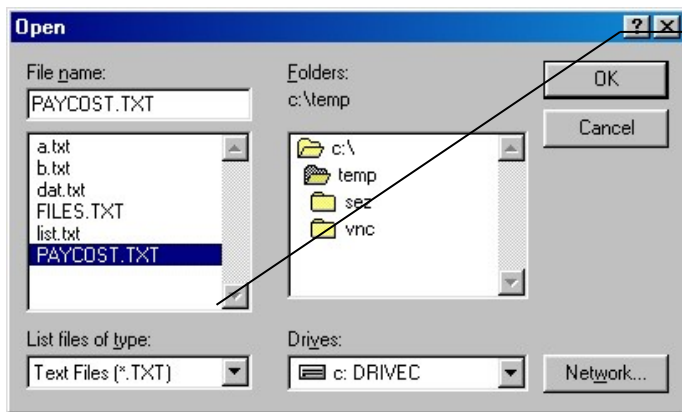 Open
File name:
PAYCOST.TXT
a.txt
b.txt
dat.txt
FILES.TXT
list.txt
PAYCOST.TXT
List files of type:
Text Files (*.TXT)
Folders:
c:\temp
c:\
temp
sez
vnc
Drives:
c: DRIVEC
OK
Cancel
Network...